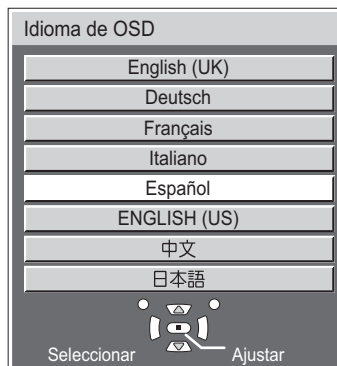 Idioma de OSD
English (UK)
Deutsch
Français
Italiano
Español
ENGLISH (US)
中文
日本語
Seleccionar
Ajustar